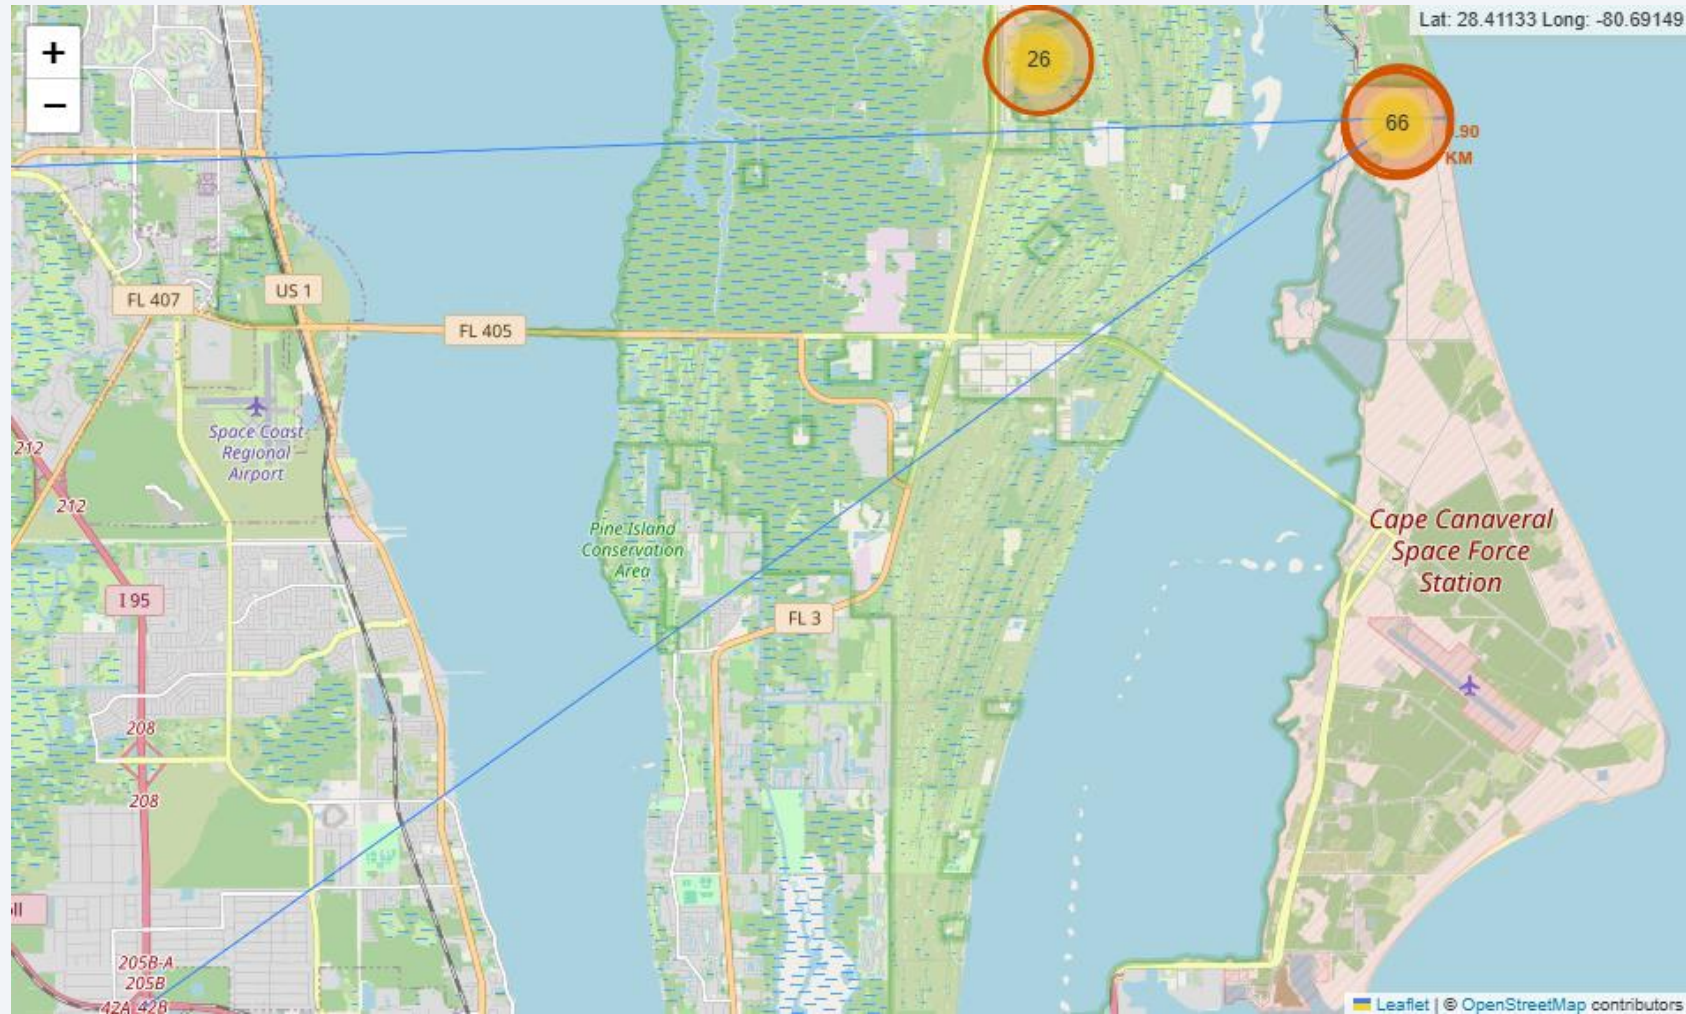 +
−
Lat: 28.41133 Long: -80.69149
26
66
.90
KM
FL 407
US 1
FL 405
212
Space Coast
Regional
Airport
212
Pine Island
Conservation
Area
Cape Canaveral
Space Force
Station
I 95
FL 3
208
208
205B-A
205B
42A 42B
Leaflet | © OpenStreetMap contributors